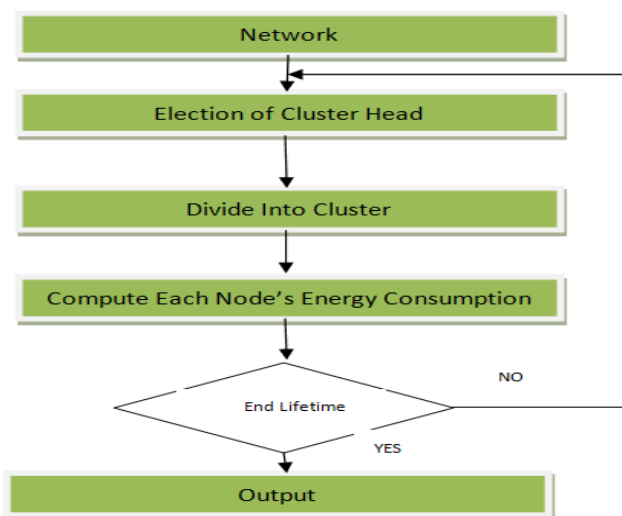 Network
Election of Cluster Head
Divide Into Cluster
Compute Each Node's Energy Consumption
NO
End Lifetime
YES
Output